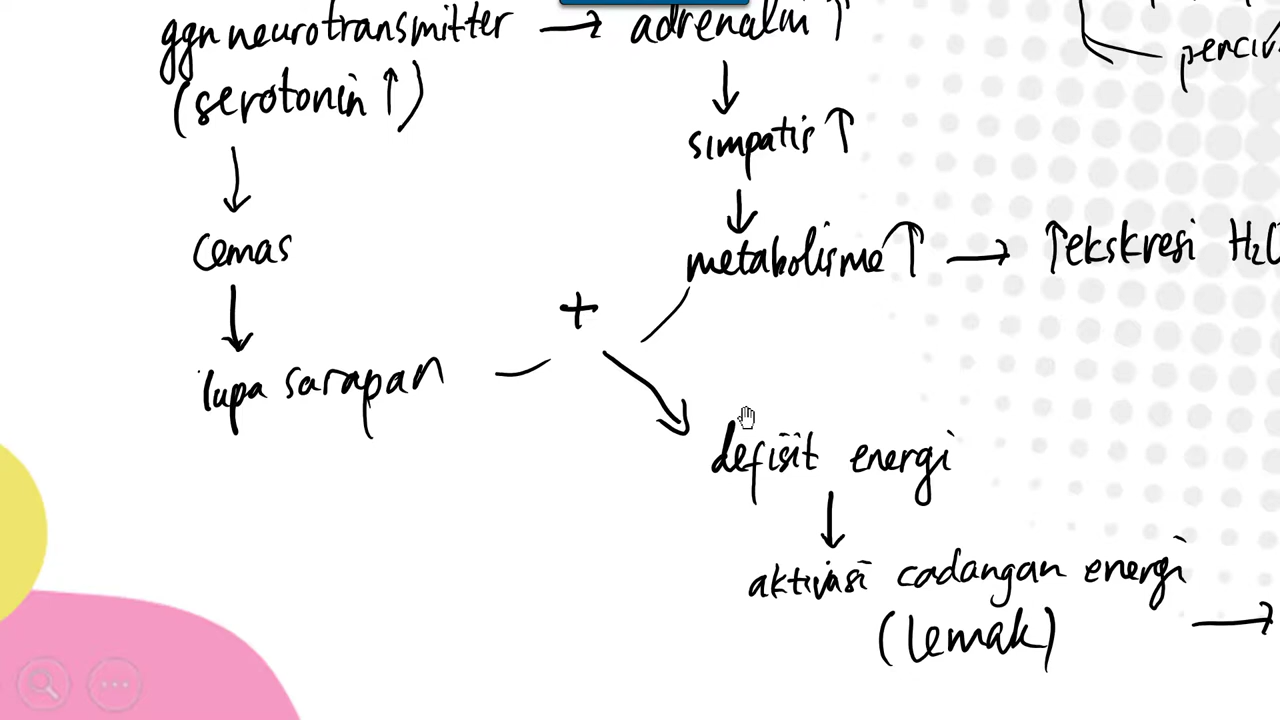 ggn neurotransmitter → adrenalin ↑
(serotonin ↑)
↓
simpatis ↑
↓
cemas
metabolisme ↑ → ↑ekskresi H₂O
↓
+
lupa sarapan
defisit energi
↓
aktivasi cadangan energi
(lemak) →